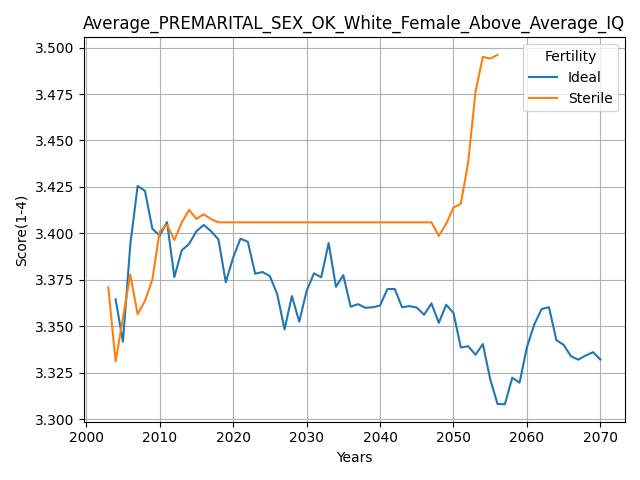 Average_PREMARITAL_SEX_OK_White_Female_Above_Average_IQ
3.500
3.475
3.450
3.425
3.400
3.375
3.350
3.325
3.300
Score(1-4)
Fertility
Ideal
Sterile
2000 2010 2020 2030 2040 2050 2060 2070
Years